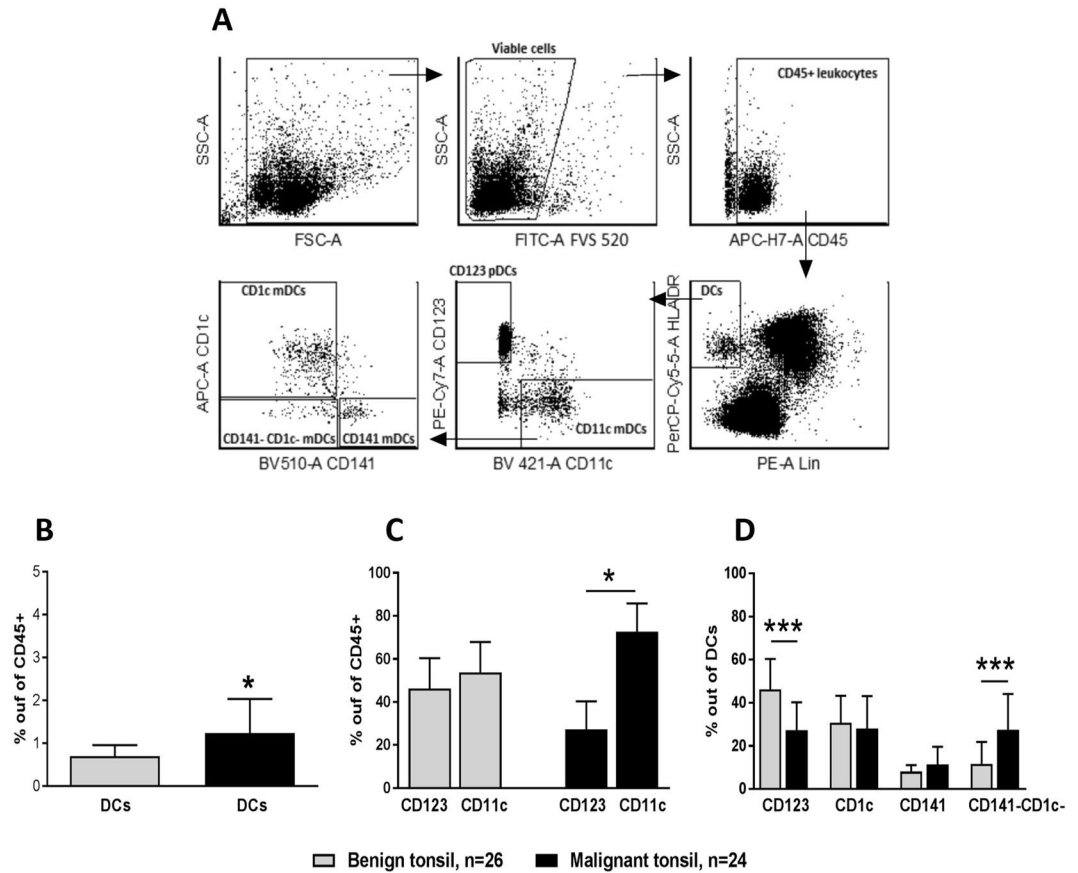 A
Viable cells
CD45+ leukocytes
SSC-A
SSC-A
SSC-A
FSC-A
FITC-A FVS 520
APC-H7-A CD45
CD1c mDCs
CD123 pDCs
DCs
APC-A CD1c
PE-Cy7-A CD123
PerCP-Cy5-5-A HLADR
CD141- CD1c- mDCs
CD141 mDCs
CD11c mDCs
BV510-A CD141
BV 421-A CD11c
PE-A Lin
B
% ouf of CD45+
5
4
3
2
1
0
*
DCs
DCs
C
% out of CD45+
100
80
60
40
20
0
*
CD123
CD11c
CD123
CD11c
D
% out of DCs
100
80
60
40
20
0
***
***
CD123
CD1c
CD141
CD141-CD1c-
Benign tonsil, n=26
Malignant tonsil, n=24